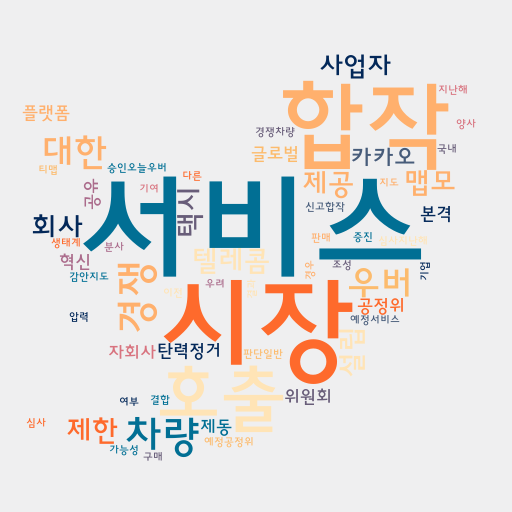 사업자
합작
지난해
플랫폼
양사
경쟁차량
대한
글로벌
카카오
국내
승인오늘우버
티맵
다른
제공
지도
맵모
공유
기여
택시
서비스
신고합작
본격
회사
생태계
분사
판매
증진
텔레콤
혁신
감안지도
경쟁
우려
경우
조성
기업
우버
시장
공정위
압력
예정서비스
자회사
탄력정거
판단일반
설립
호출
위원회
여부
결합
심사
제한
차량
제동
예정공정위
가능성
구매